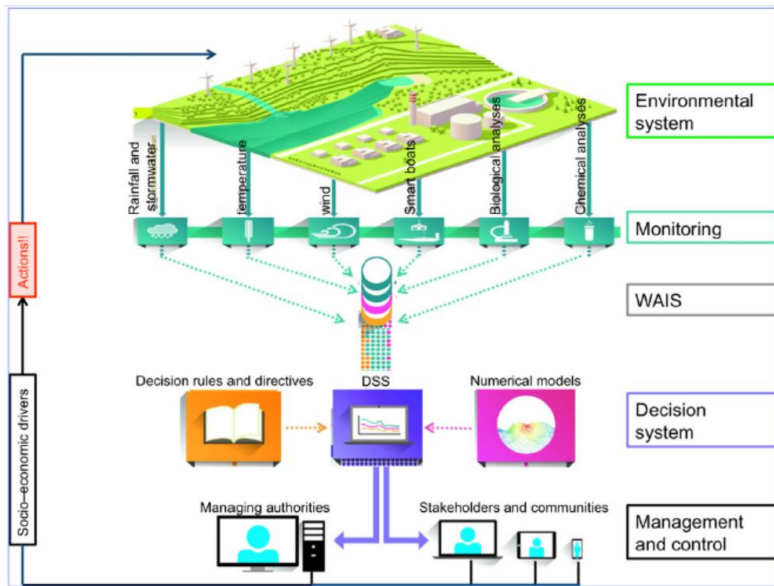 Environmental
system
Rainfall and
stormwater
temperature
wind
Smart boats
Biological analyses
Chemical analyses
Monitoring
Actions!!
WAIS
Decision rules and directives
DSS
Numerical models
Decision
system
Socio–economic drivers
Managing authorities
Stakeholders and communities
Management
and control